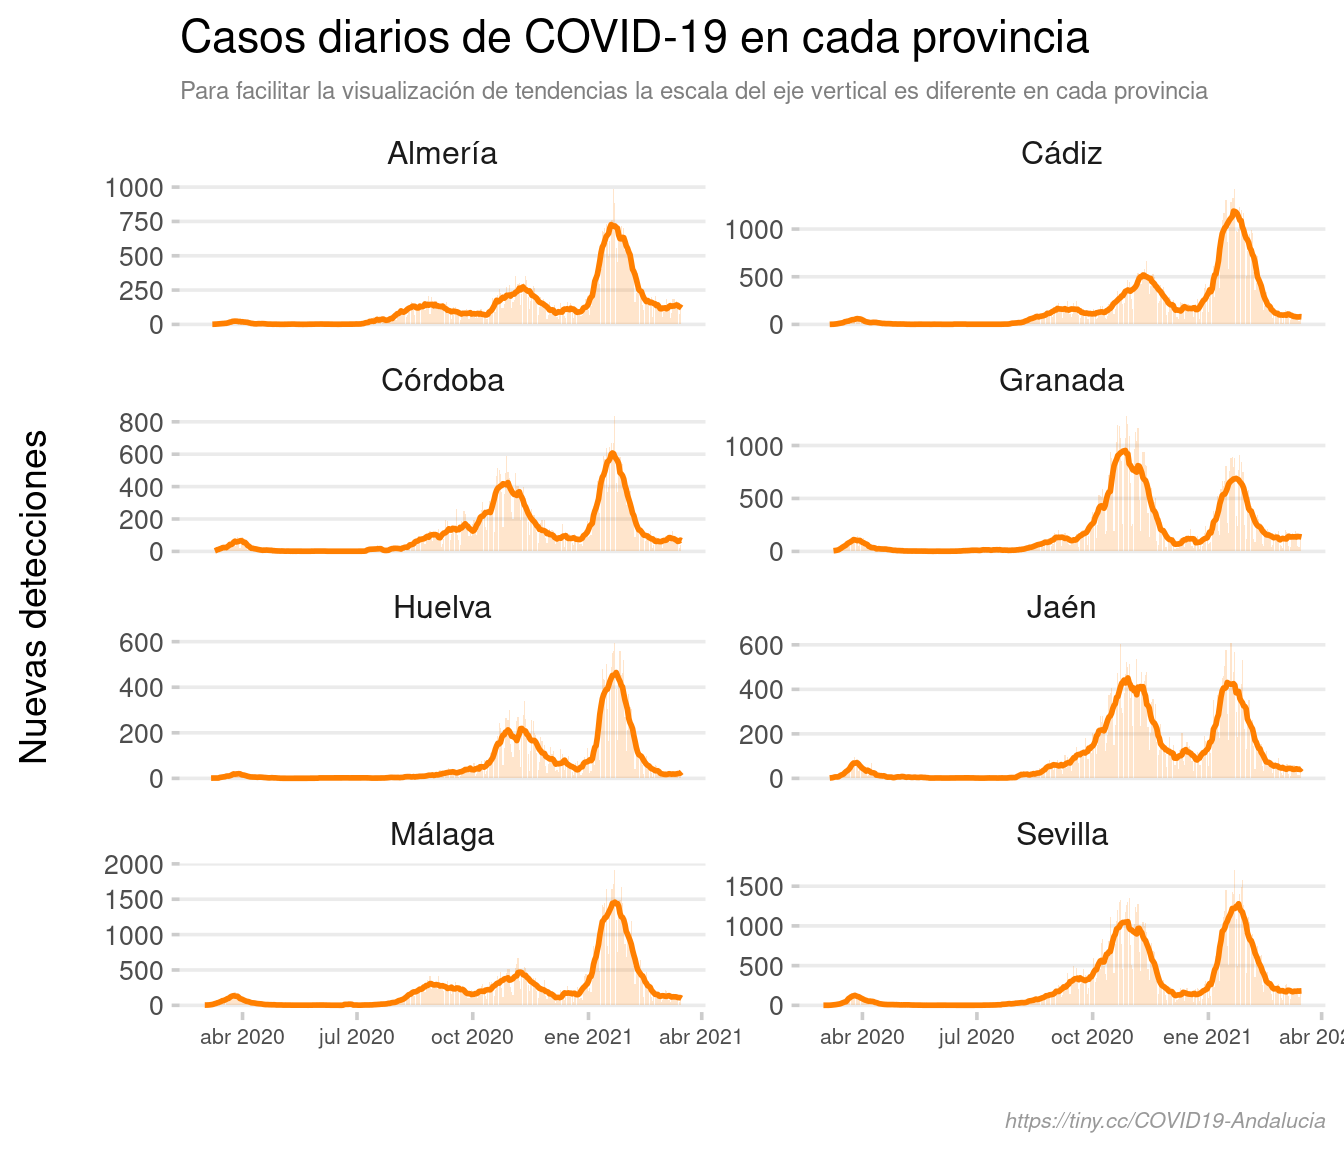 Casos diarios de COVID-19 en cada provincia
Para facilitar la visualización de tendencias la escala del eje vertical es diferente en cada provincia
Nuevas detecciones
Almería
1000
750
500
250
0
Cádiz
1000
500
0
Córdoba
800
600
400
200
0
Granada
1000
500
0
Huelva
600
400
200
0
Jaén
600
400
200
0
Málaga
2000
1500
1000
500
0
Sevilla
1500
1000
500
0
abr 2020 jul 2020 oct 2020 ene 2021 abr 2021
abr 2020 jul 2020 oct 2020 ene 2021 abr 202
https://tiny.cc/COVID19-Andalucia